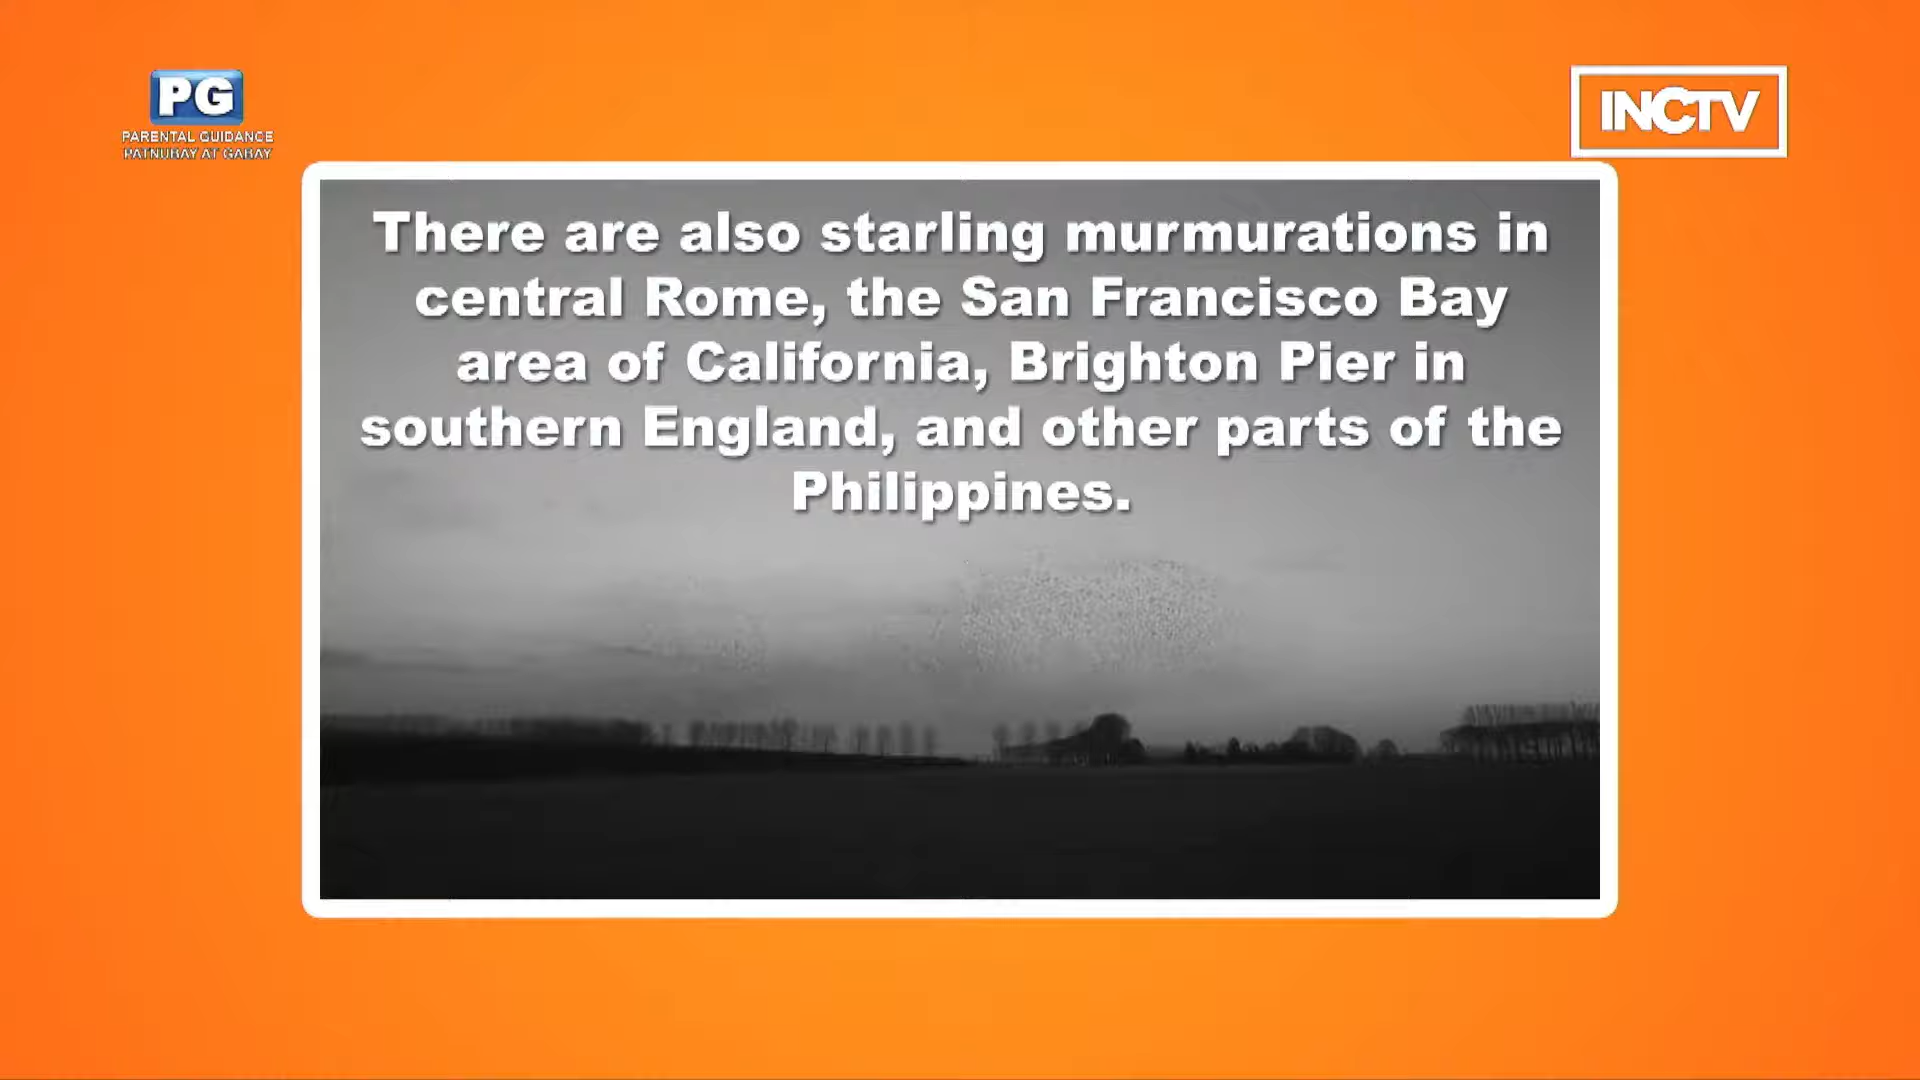 PG
PARENTAL GUIDANCE
PATNUBAY AT GABAY
INCTV
There are also starling murmurations in
central Rome, the San Francisco Bay
area of California, Brighton Pier in
southern England, and other parts of the
Philippines.